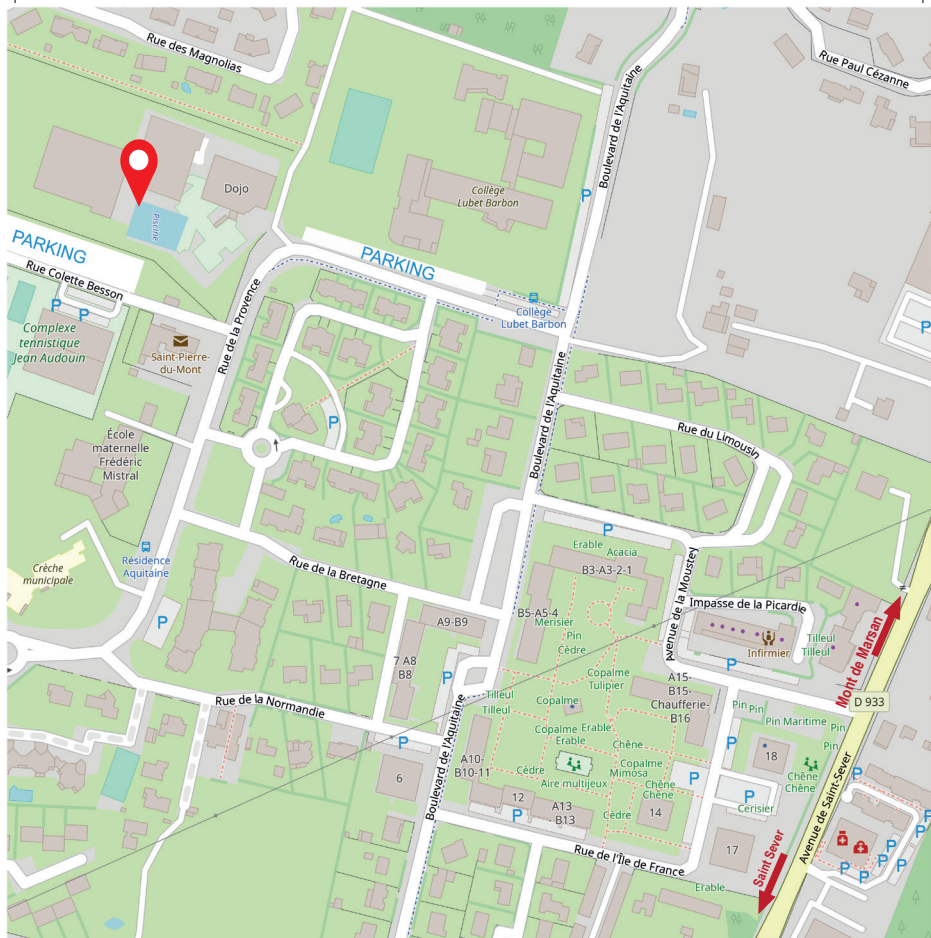 Rue des Magnolias
Rue Paul Cézanne
Boulevard de l'Aquitaine
Dojo
Collège
Lubet Barbon
P
piscine
PARKING
PARKING
Rue Colette Besson
Rue de la Provence
P
P
Collège
Lubet Barbon
P
Complexe
tennistique
Jean Audouin
Saint-Pierre-
du-Mont
Boulevard de l'Aquitaine
P
Rue du Limousin
École
maternelle
Frédéric
Mistral
P
Erable
Acacia
B3-A3-2-1
Résidence
Aquitaine
Rue de la Bretagne
Avenue de la Moustey
Crèche
municipale
Impasse de la Picardie
P
A9-B9
B5-A5-4
Merisier
Pin
Cèdre
Infirmier
Tilleul
Tilleul
Mont de Marsan
7 A8
B8
P
Copalme
Tulipier
P
A15-
B15-
Chaufferie-
B16
Rue de la Normandie
Tilleul
Tilleul
Copalme
D 933
Pin
Pin
Pin Maritime
Pin
Pin
P
Boulevard de l'Aquitaine
Copalme
Erable
Erable
Chêne
P
18
A10-
B10-11
Cèdre
Aire multijeux
Copalme
Mimosa
Chêne
Chêne
P
Chêne
Chêne
6
12
P
A13
B13
Cèdre
14
P
Cerisier
Avenue de Saint-Sever
P
P
Rue de l'Île de France
17
Saint Sever
P
P
P
P
P
Erable